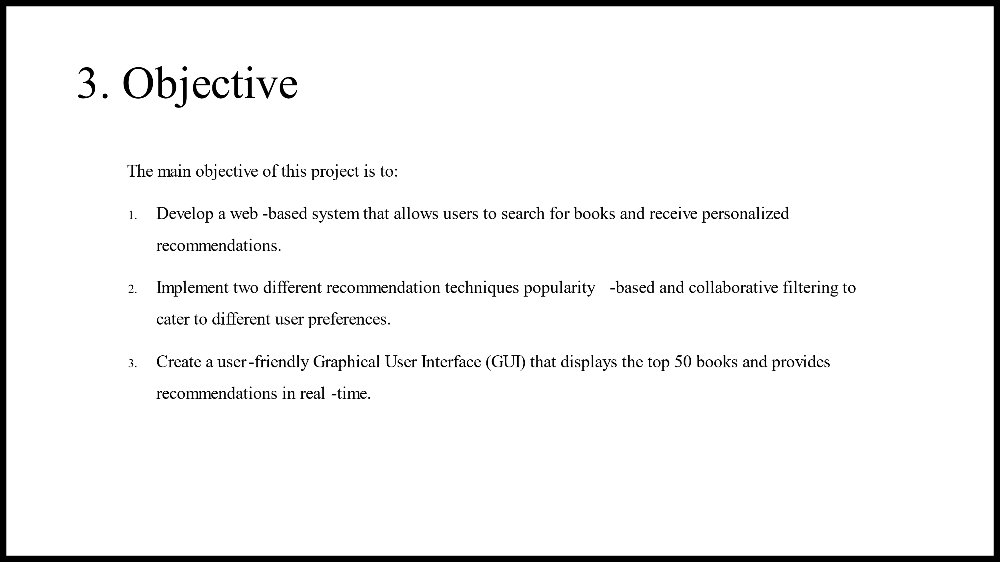 3. Objective
The main objective of this project is to:
1. Develop a web -based system that allows users to search for books and receive personalized
recommendations.
2. Implement two different recommendation techniques popularity -based and collaborative filtering to
cater to different user preferences.
3. Create a user-friendly Graphical User Interface (GUI) that displays the top 50 books and provides
recommendations in real -time.